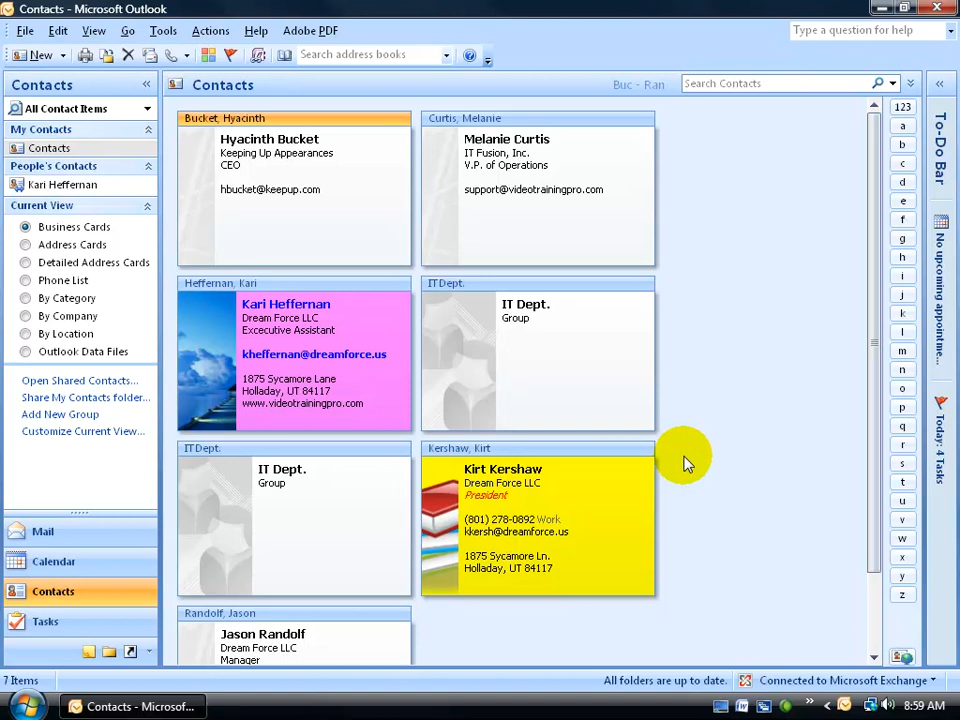 Contacts - Microsoft Outlook
File Edit View Go Tools Actions Help Adobe PDF
Type a question for help
New
Search address books
Contacts
Contacts
Buc - Ran
Search Contacts
All Contact Items
My Contacts
Contacts
People's Contacts
Kari Heffernan
Current View
Business Cards
Address Cards
Detailed Address Cards
Phone List
By Category
By Company
By Location
Outlook Data Files
Open Shared Contacts...
Share My Contacts folder...
Add New Group
Customize Current View...
Mail
Calendar
Contacts
Tasks
Bucket, Hyacinth
Hyacinth Bucket
Keeping Up Appearances
CEO
hbucket@keepup.com
Curtis, Melanie
Melanie Curtis
IT Fusion, Inc.
V.P. of Operations
support@videotrainingpro.com
Heffernan, Kari
Kari Heffernan
Dream Force LLC
Excecutive Assistant
kheffernan@dreamforce.us
1875 Sycamore Lane
Holladay, UT 84117
www.videotrainingpro.com
IT Dept.
IT Dept.
Group
IT Dept.
IT Dept.
Group
Kershaw, Kirt
Kirt Kershaw
Dream Force LLC
President
(801) 278-0892 Work
kkersh@dreamforce.us
1875 Sycamore Ln.
Holladay, UT 84117
Randolf, Jason
Jason Randolf
Dream Force LLC
Manager
123
a
b
c
d
e
f
g
h
i
j
k
l
m
n
o
p
q
r
s
t
u
v
w
x
y
z
To-Do Bar
No upcoming appointme...
Today: 4 Tasks
7 Items
All folders are up to date.
Connected to Microsoft Exchange
Contacts - Microsof...
8:59 AM